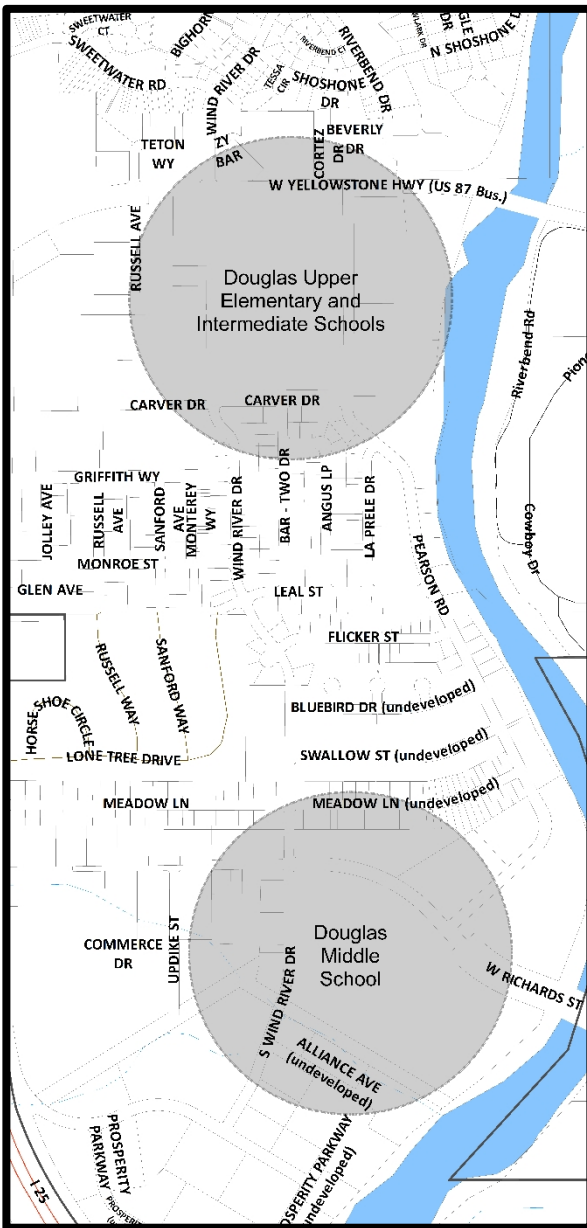 SWEETWATER
CT
BIGHORN
SWEETWATER RD
WIND RIVER DR
RIVERBEND CT
TESSA
CIR
SHOSHONE
DR
RIVERBEND DR
N SHOSHONE
TETON
WY
ZY
BAR
CORTEZ
DR
BEVERLY
DR
W YELLOWSTONE HWY (US 87 Bus.)
RUSSELL AVE
Douglas Upper
Elementary and
Intermediate Schools
Riverbend Rd
CARVER DR
CARVER DR
GRIFFITH WY
JOLLEY AVE
RUSSELL
AVE
SANFORD
AVE
MONTEREY
WY
WIND RIVER DR
BAR - TWO DR
ANGUS LP
LA PRELE DR
Cowboy Dr
PEARSON RD
MONROE ST
GLEN AVE
LEAL ST
FLICKER ST
RUSSELL WAY
SANFORD WAY
HORSE
SHOE CIRCLE
BLUEBIRD DR (undeveloped)
LONE TREE DRIVE
SWALLOW ST (undeveloped)
MEADOW LN
MEADOW LN (undeveloped)
Douglas
Middle
School
COMMERCE
DR
UPDIKE ST
S WIND RIVER DR
W RICHARDS ST
ALLIANCE AVE
(undeveloped)
PROSPERITY
PARKWAY
OSPERITY PARKWAY
undeveloped)
I 25